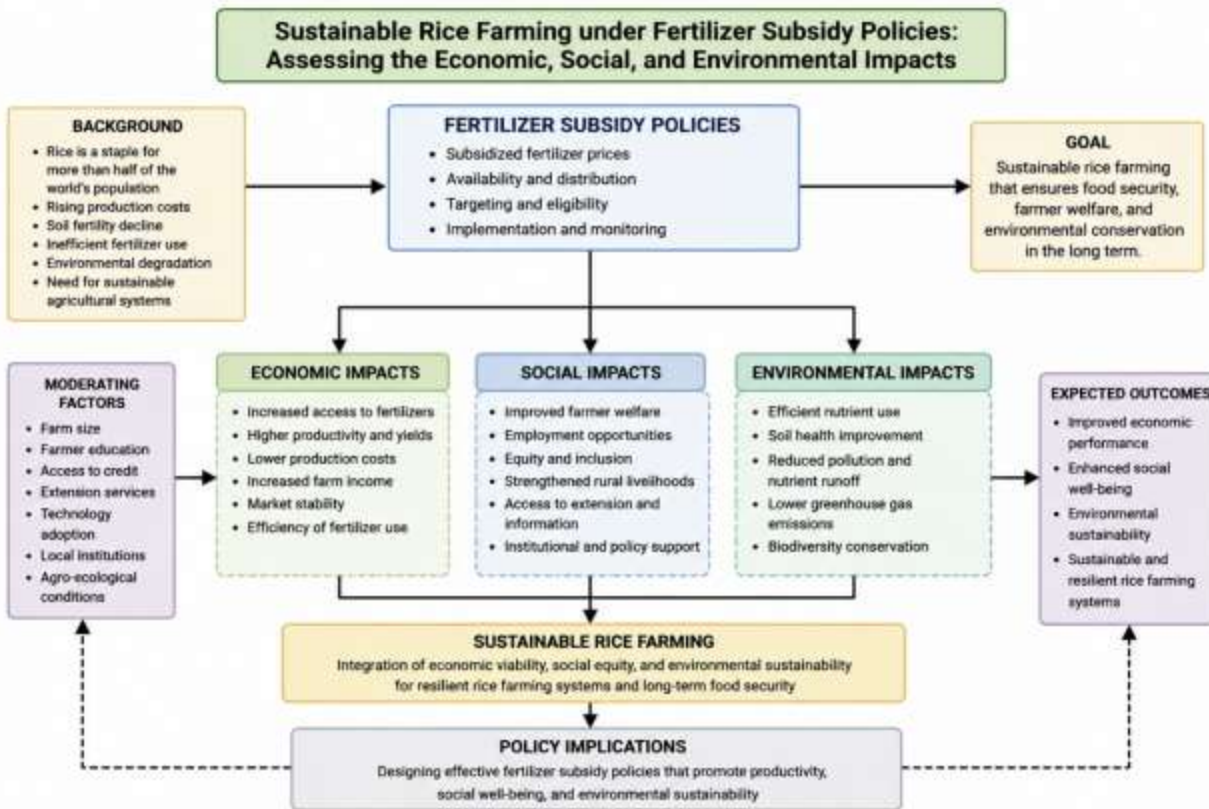 Sustainable Rice Farming under Fertilizer Subsidy Policies:
Assessing the Economic, Social, and Environmental Impacts
BACKGROUND
• Rice is a staple for
more than half of the
world's population
• Rising production costs
• Soil fertility decline
• Inefficient fertilizer use
• Environmental degradation
• Need for sustainable
agricultural systems
FERTILIZER SUBSIDY POLICIES
• Subsidized fertilizer prices
• Availability and distribution
• Targeting and eligibility
• Implementation and monitoring
GOAL
Sustainable rice farming
that ensures food security,
farmer welfare, and
environmental conservation
in the long term.
MODERATING
FACTORS
• Farm size
• Farmer education
• Access to credit
• Extension services
• Technology
adoption
• Local institutions
• Agro-ecological
conditions
ECONOMIC IMPACTS
• Increased access to fertilizers
• Higher productivity and yields
• Lower production costs
• Increased farm income
• Market stability
• Efficiency of fertilizer use
SOCIAL IMPACTS
• Improved farmer welfare
• Employment opportunities
• Equity and inclusion
• Strengthened rural livelihoods
• Access to extension and
information
• Institutional and policy support
ENVIRONMENTAL IMPACTS
• Efficient nutrient use
• Soil health improvement
• Reduced pollution and
nutrient runoff
• Lower greenhouse gas
emissions
• Biodiversity conservation
EXPECTED OUTCOMES
• Improved economic
performance
• Enhanced social
well-being
• Environmental
sustainability
• Sustainable and
resilient rice farming
systems
SUSTAINABLE RICE FARMING
Integration of economic viability, social equity, and environmental sustainability
for resilient rice farming systems and long-term food security
POLICY IMPLICATIONS
Designing effective fertilizer subsidy policies that promote productivity,
social well-being, and environmental sustainability